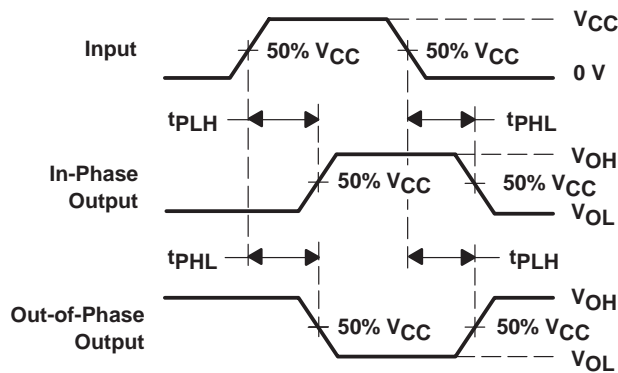 VCC
Input
50% VCC
50% VCC
0 V
tPLH
tPHL
VOH
In-Phase
Output
50% VCC
50% VCC
VOL
tPHL
tPLH
VOH
Out-of-Phase
Output
50% VCC
50% VCC
VOL